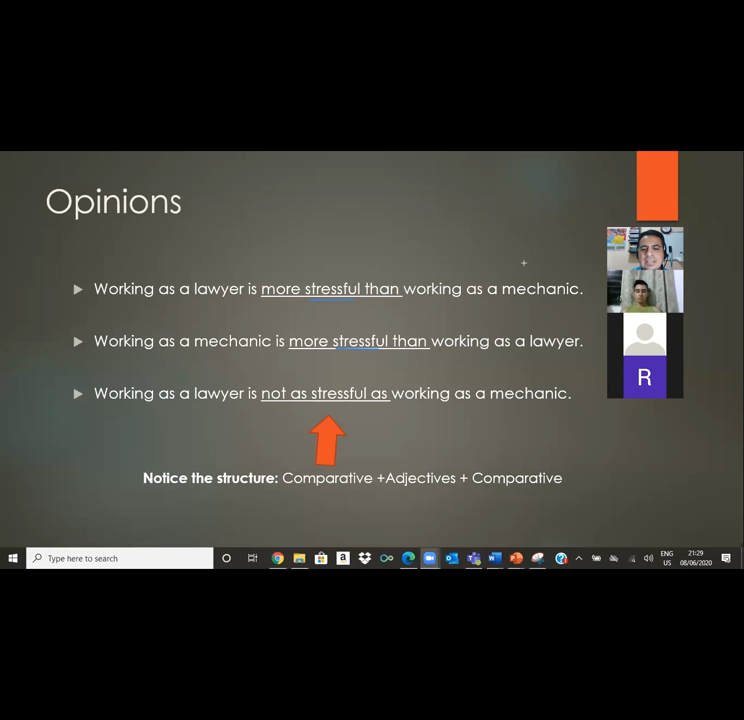 Opinions
Working as a lawyer is more stressful than working as a mechanic.
Working as a mechanic is more stressful than working as a lawyer.
R
Working as a lawyer is not as stressful as working as a mechanic.
Notice the structure: Comparative +Adjectives + Comparative
Type here to search
ENG
US
21:29
08/06/2020